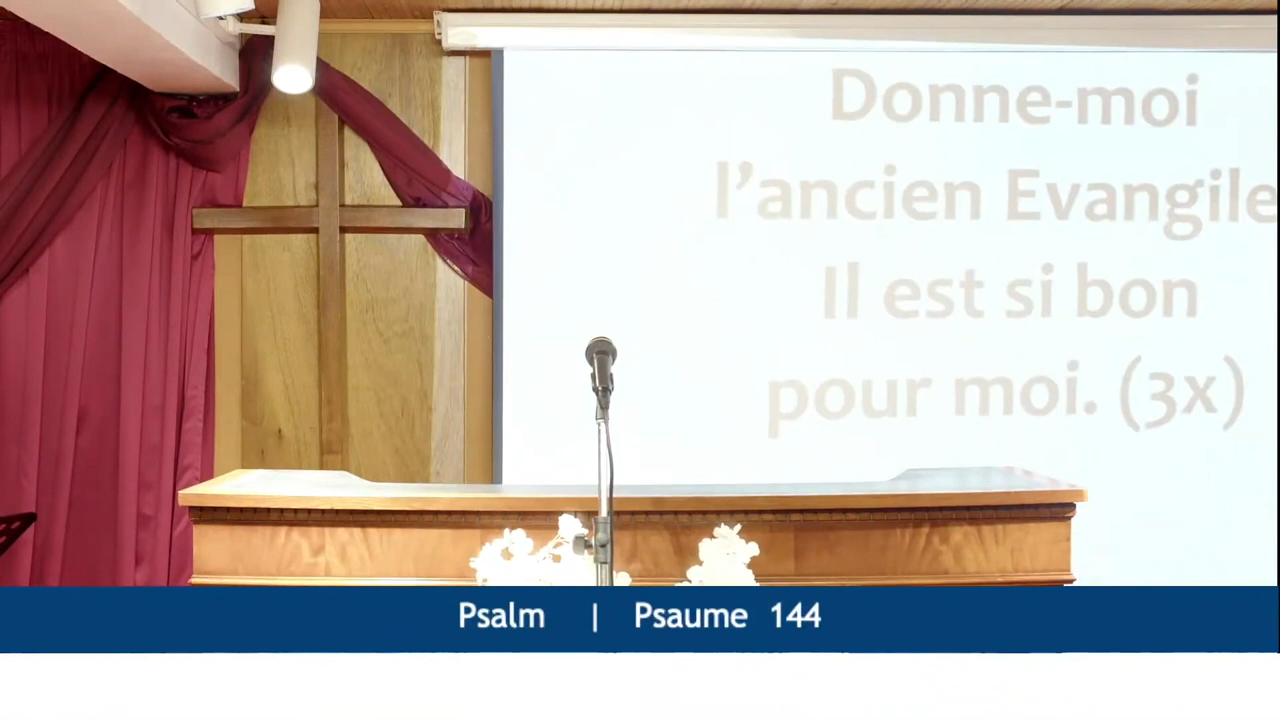 Donne-moi
l’ancien Evangile
Il est si bon
pour moi. (3x)
Psalm | Psaume 144